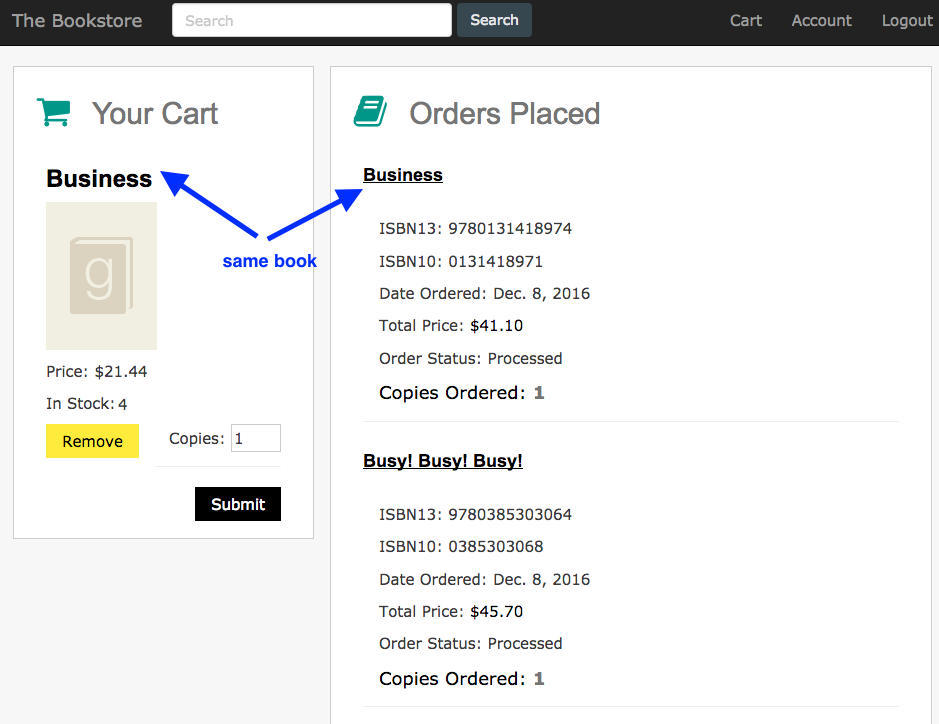 The Bookstore
Search
Search
Cart
Account
Logout
Your Cart
Business
same book
g
Price: $21.44
In Stock: 4
Remove
Copies: 1
Submit
Orders Placed
Business
ISBN13: 9780131418974
ISBN10: 0131418971
Date Ordered: Dec. 8, 2016
Total Price: $41.10
Order Status: Processed
Copies Ordered: 1
Busy! Busy! Busy!
ISBN13: 9780385303064
ISBN10: 0385303068
Date Ordered: Dec. 8, 2016
Total Price: $45.70
Order Status: Processed
Copies Ordered: 1